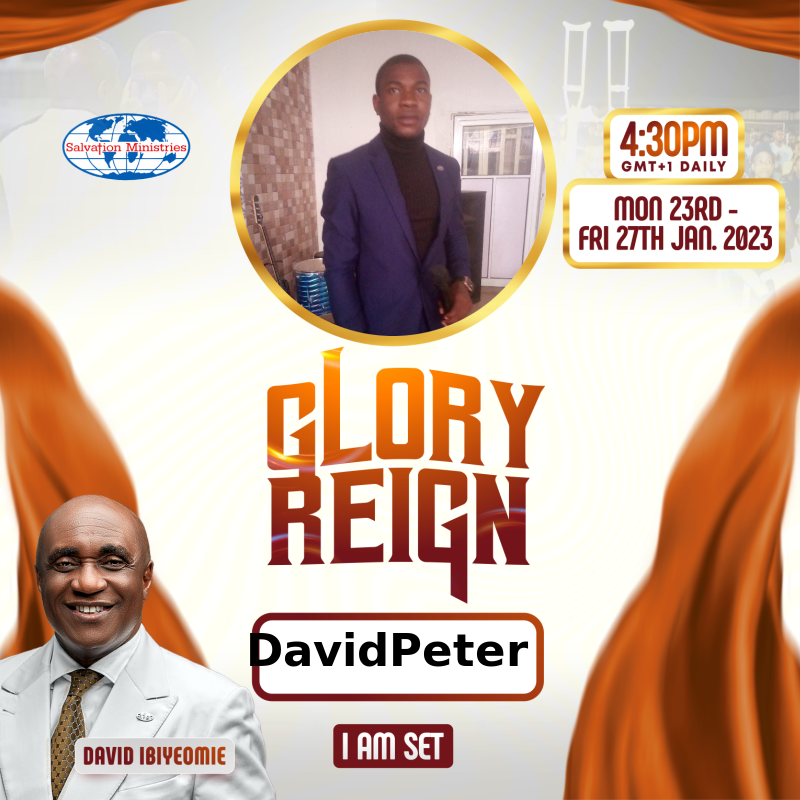 Salvation Ministries
4:30PM
GMT+1 DAILY
MON 23RD -
FRI 27TH JAN. 2023
GLORY
REIGN
DavidPeter
DAVID IBIYEOMIE
I AM SET